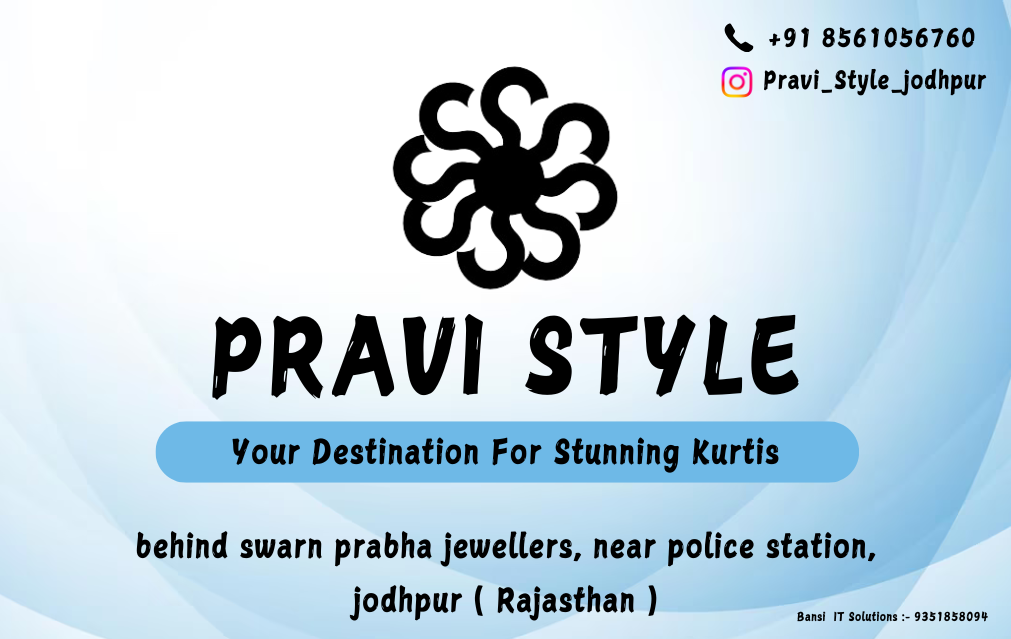 +91 8561056760
Pravi_Style_jodhpur
PRAVI STYLE
Your Destination For Stunning Kurtis
behind swarn prabha jewellers, near police station,
jodhpur ( Rajasthan )
Bansi IT Solutions :- 9351858094